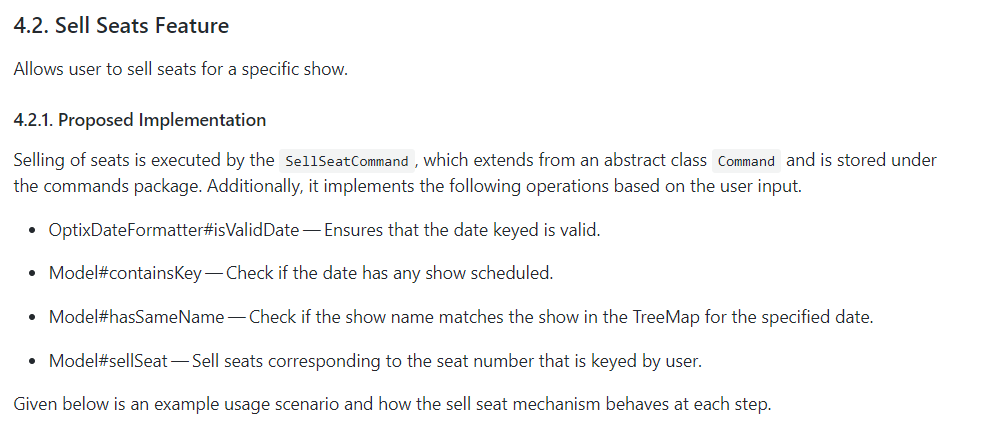 4.2. Sell Seats Feature
Allows user to sell seats for a specific show.
4.2.1. Proposed Implementation
Selling of seats is executed by the SellSeatCommand, which extends from an abstract class Command and is stored under
the commands package. Additionally, it implements the following operations based on the user input.
• OptixDateFormatter#isValidDate — Ensures that the date keyed is valid.
• Model#containsKey — Check if the date has any show scheduled.
• Model#hasSameName — Check if the show name matches the show in the TreeMap for the specified date.
• Model#sellSeat — Sell seats corresponding to the seat number that is keyed by user.
Given below is an example usage scenario and how the sell seat mechanism behaves at each step.